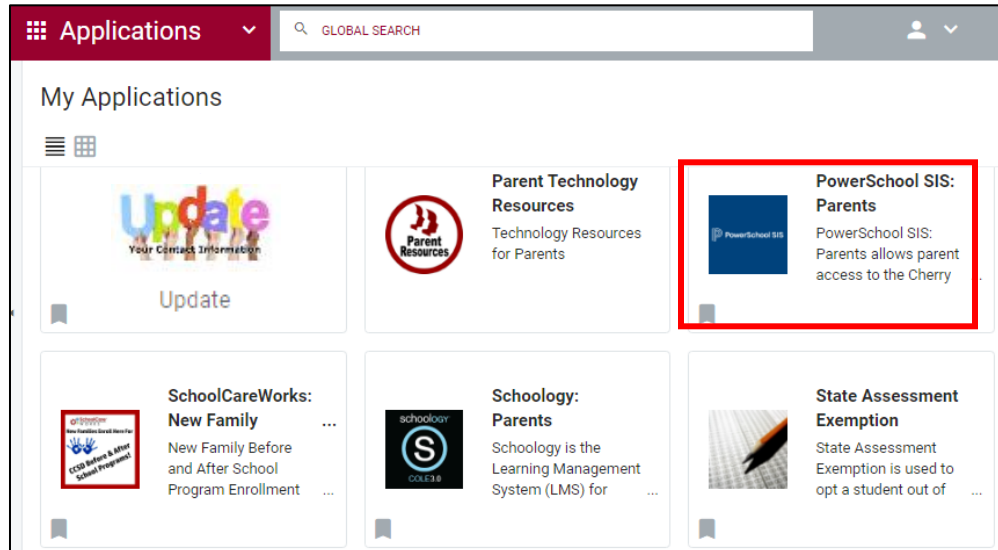 Applications
GLOBAL SEARCH
My Applications
Update
Your Contact Information
Update
Parent
Resources
Parent Technology
Resources
Technology Resources
for Parents
PowerSchool SIS
PowerSchool SIS:
Parents
PowerSchool SIS:
Parents allows parent
access to the Cherry ...
SchoolCare
Works
New Families Enroll Here For
CCSD Before & After
School Programs!
SchoolCareWorks:
New Family ...
New Family Before
and After School
Program Enrollment ...
schoology
S
COLE3.0
Schoology:
Parents
Schoology is the
Learning Management
System (LMS) for ...
State Assessment
Exemption
State Assessment
Exemption is used to
opt a student out of ...